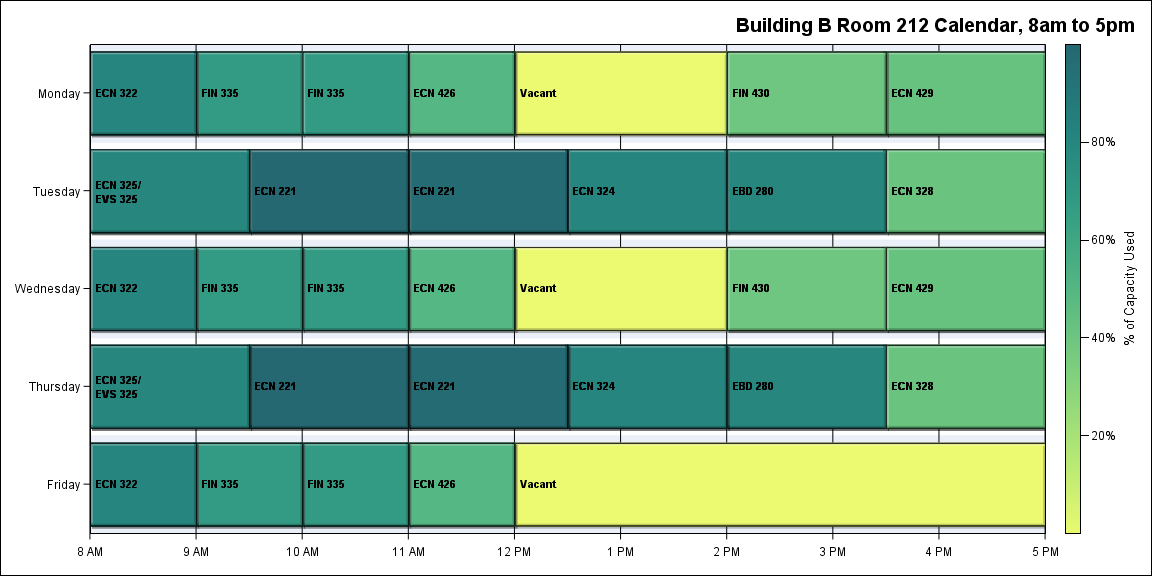 Building B Room 212 Calendar, 8am to 5pm
Monday
ECN 322
FIN 335
FIN 335
ECN 426
Vacant
FIN 430
ECN 429
Tuesday
ECN 325/
EVS 325
ECN 221
ECN 221
ECN 324
EBD 280
ECN 328
Wednesday
ECN 322
FIN 335
FIN 335
ECN 426
Vacant
FIN 430
ECN 429
Thursday
ECN 325/
EVS 325
ECN 221
ECN 221
ECN 324
EBD 280
ECN 328
Friday
ECN 322
FIN 335
FIN 335
ECN 426
Vacant
8 AM
9 AM
10 AM
11 AM
12 PM
1 PM
2 PM
3 PM
4 PM
5 PM
80%
60%
40%
20%
% of Capacity Used